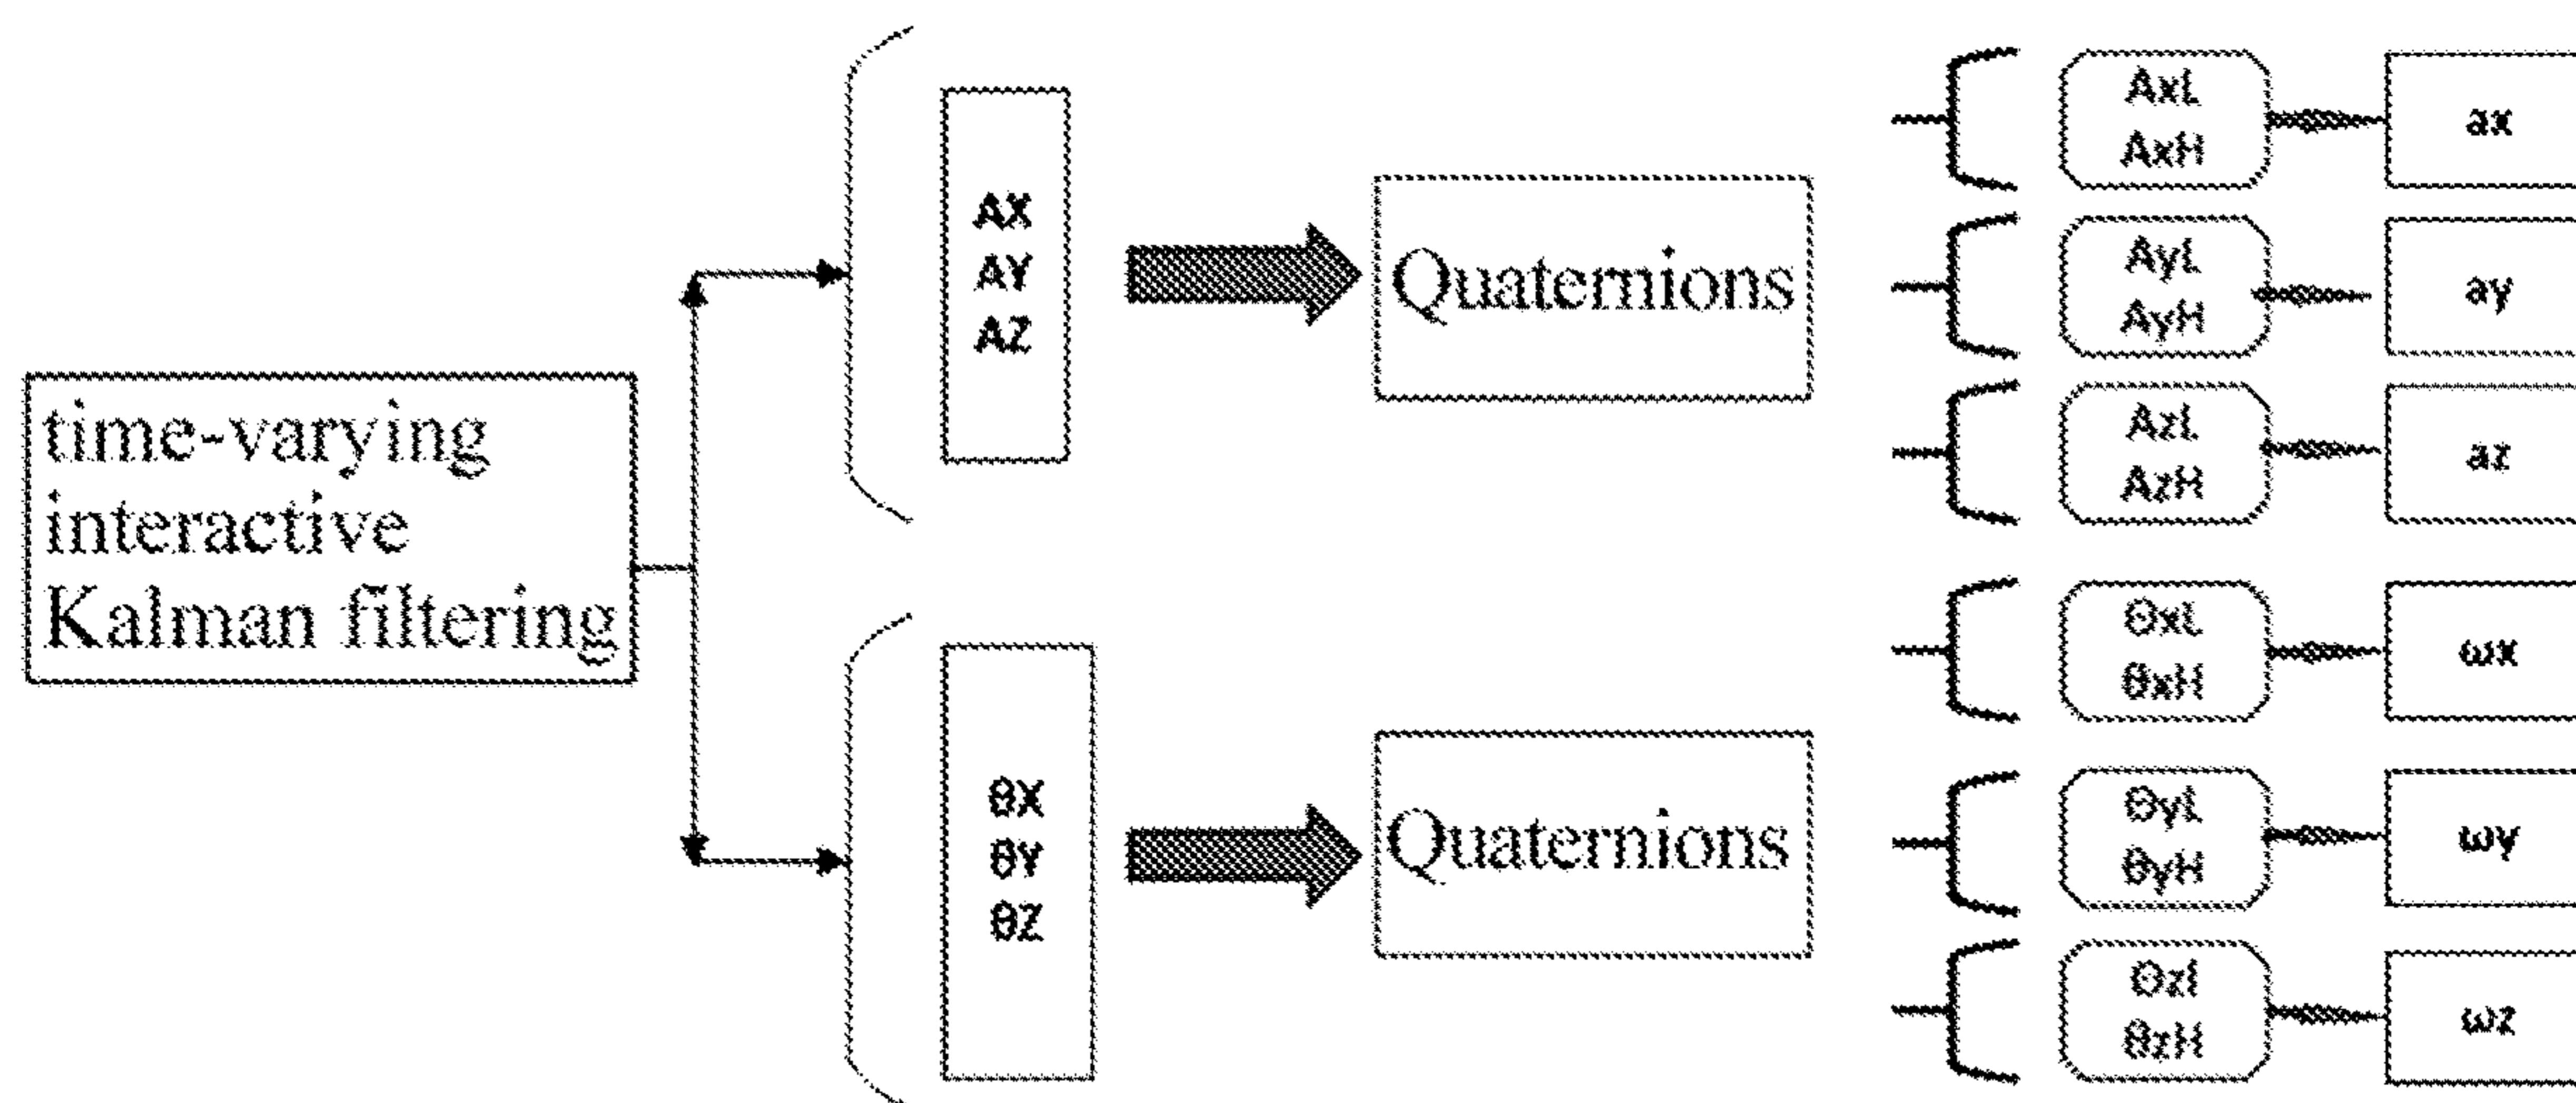 time-varying
interactive
Kalman filtering
AX
AY
AZ
Quaternions
AxL
AxH
ax
AyL
AyH
ay
AzL
AzH
az
θX
θY
θZ
Quaternions
ΘxL
θxH
ωx
ΘyL
θyH
ωy
Θzl
θzH
ωz